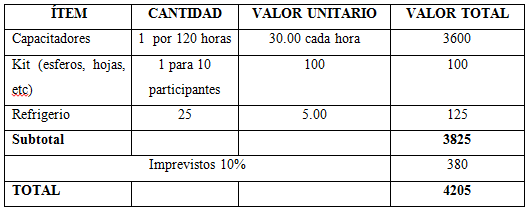 ÍTEM CANTIDAD VALOR UNITARIO VALOR TOTAL
Capacitadores 1 por 120 horas 30.00 cada hora 3600
Kit (esferos, hojas, etc) 1 para 10 participantes 100 100
Refrigerio 25 5.00 125
Subtotal 3825
Imprevistos 10% 380
TOTAL 4205